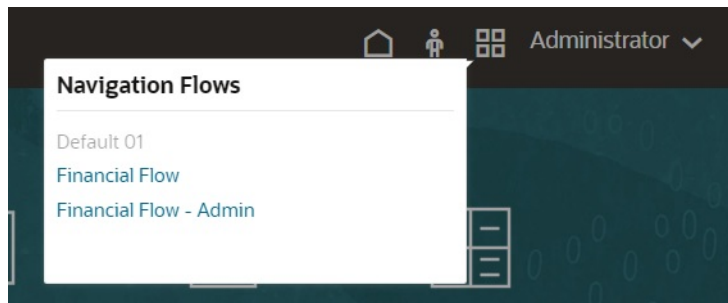 Administrator
Navigation Flows
Default 01
Financial Flow
Financial Flow - Admin